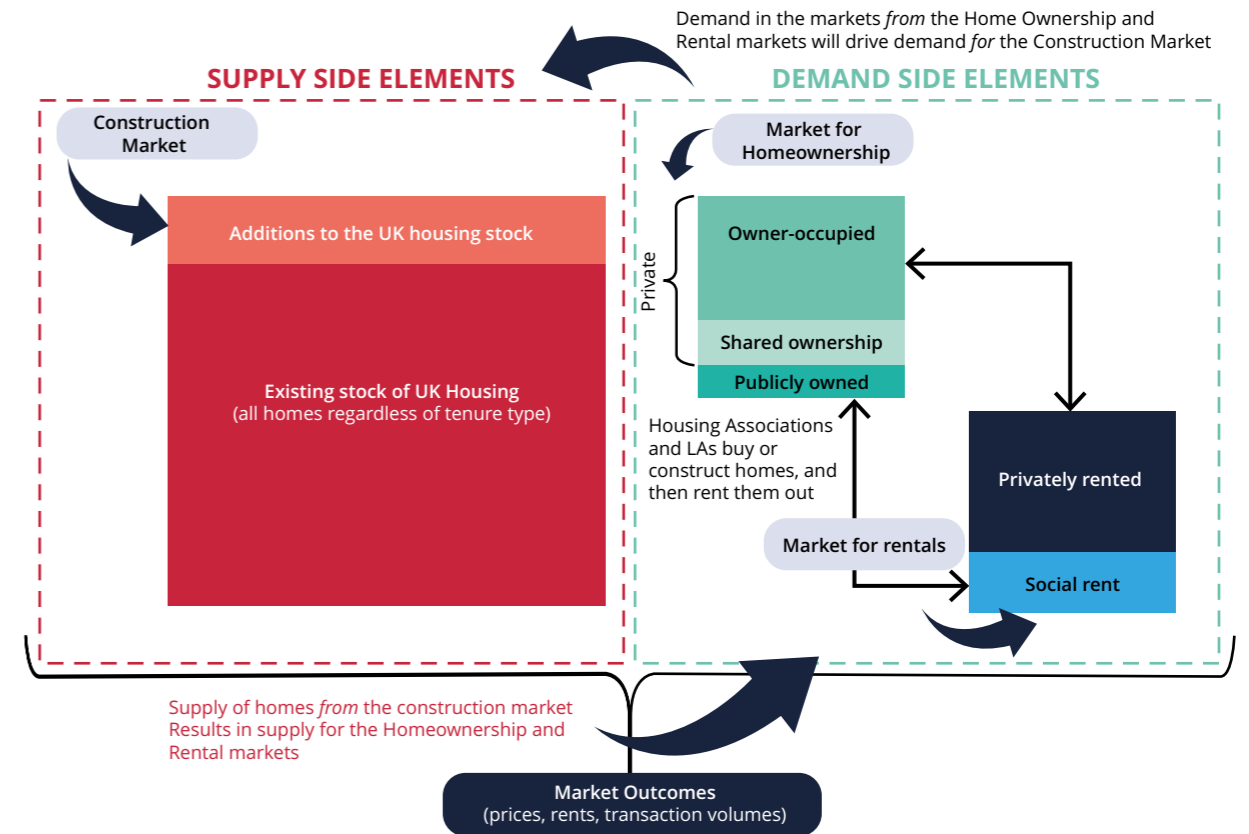 Demand in the markets from the Home Ownership and
Rental markets will drive demand for the Construction Market
SUPPLY SIDE ELEMENTS
DEMAND SIDE ELEMENTS
Construction
Market
Additions to the UK housing stock
Existing stock of UK Housing
(all homes regardless of tenure type)
Market for
Homeownership
Private
Owner-occupied
Shared ownership
Publicly owned
Housing Associations
and LAs buy or
construct homes, and
then rent them out
Privately rented
Market for rentals
Social rent
Supply of homes from the construction market
Results in supply for the Homeownership and
Rental markets
Market Outcomes
(prices, rents, transaction volumes)